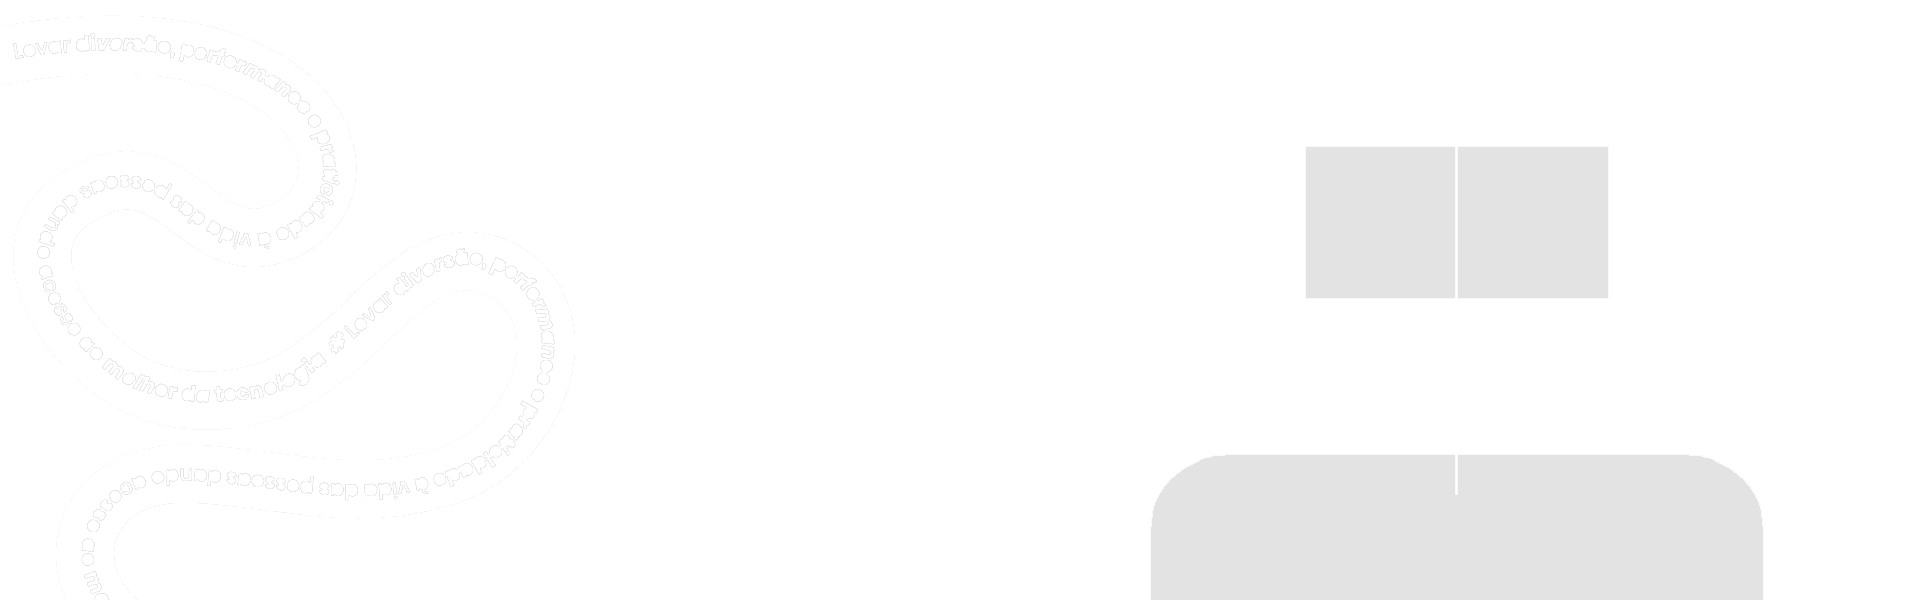 Levar diversão, performance e praticidade à vida das pessoas dando acesso ao melhor da tecnologia # Levar diversão, performance e praticidade à vida das pessoas dando acesso ao m